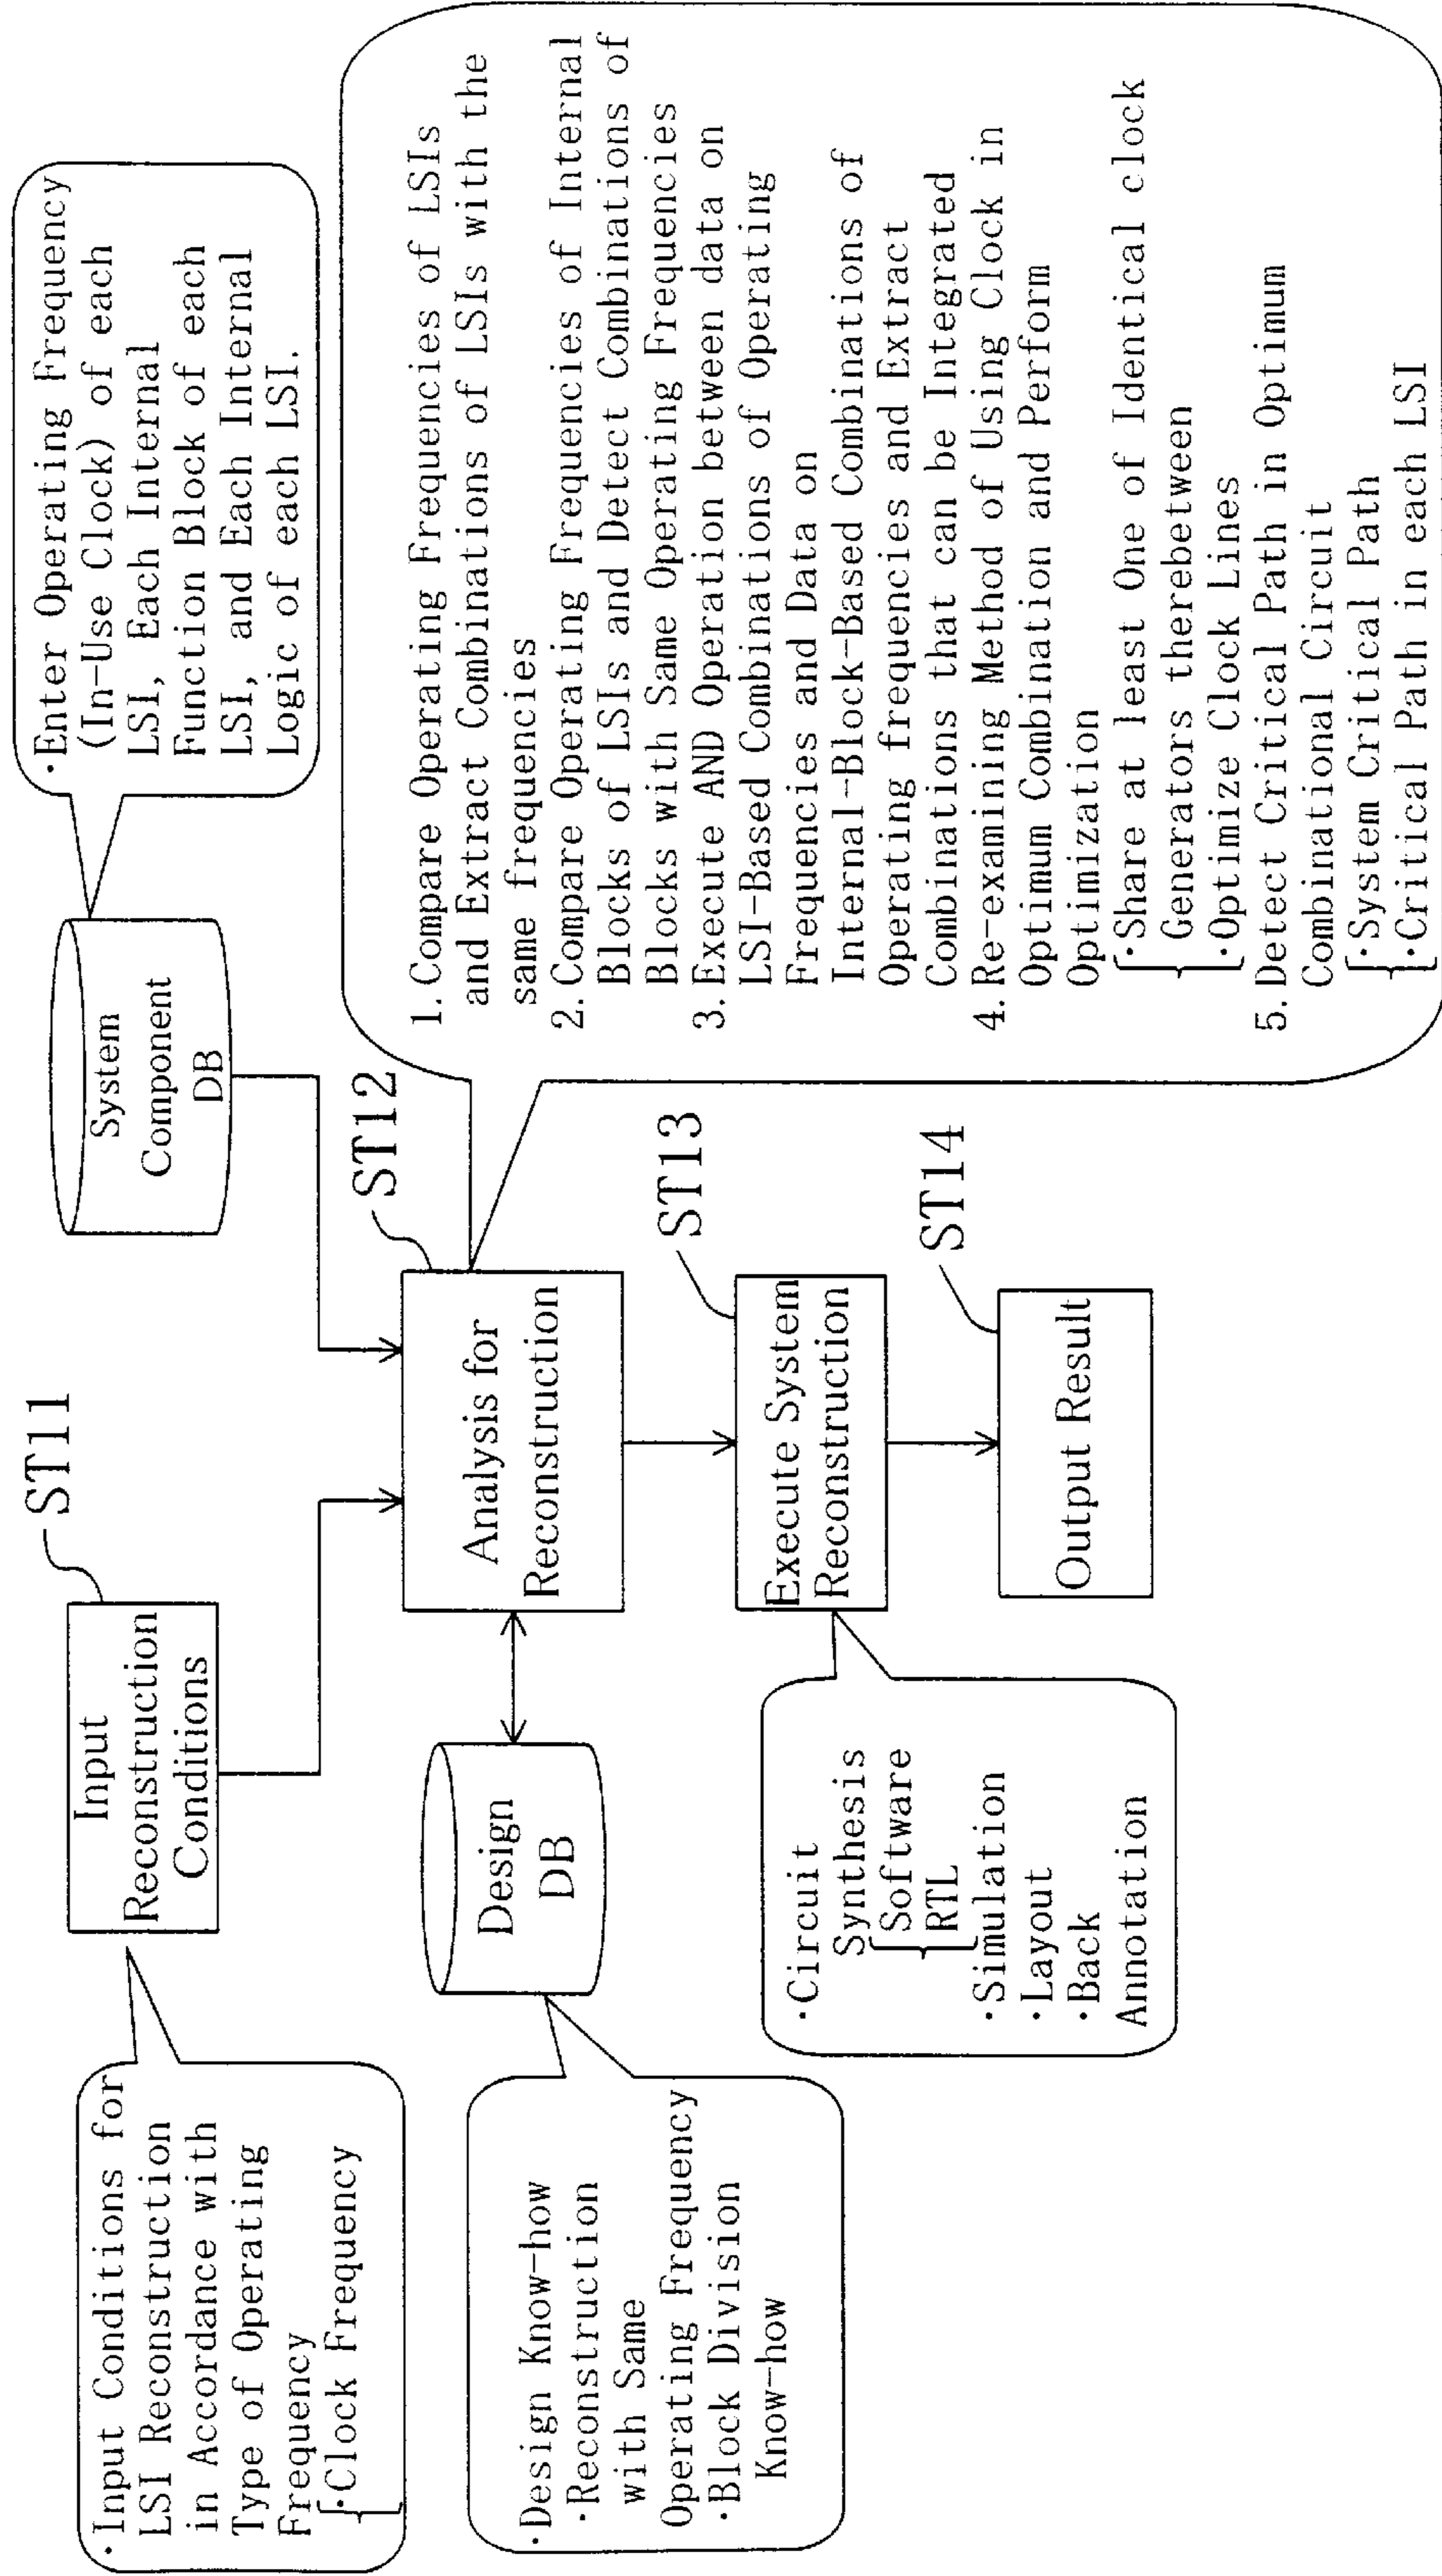 ·Input Conditions for
LSI Reconstruction
in Accordance with
Type of Operating
Frequency
·Clock Frequency
Input
Reconstruction
Conditions
ST11
System
Component
DB
·Enter Operating Frequency
(In-Use Clock) of each
LSI, Each Internal
Function Block of each
LSI, and Each Internal
Logic of each LSI.
·Design Know-how
·Reconstruction
with Same
Operating Frequency
·Block Division
Know-how
Design
DB
Analysis for
Reconstruction
ST12
1. Compare Operating Frequencies of LSIs
and Extract Combinations of LSIs with the
same frequencies
2. Compare Operating Frequencies of Internal
Blocks of LSIs and Detect Combinations of
Blocks with Same Operating Frequencies
3. Execute AND Operation between data on
LSI-Based Combinations of Operating
Frequencies and Data on
Internal-Block-Based Combinations of
Operating frequencies and Extract
Combinations that can be Integrated
4. Re-examining Method of Using Clock in
Optimum Combination and Perform
Optimization
·Share at least One of Identical clock
Generators therebetween
·Optimize Clock Lines
5. Detect Critical Path in Optimum
Combinational Circuit
·System Critical Path
·Critical Path in each LSI
·Circuit
Synthesis
Software
RTL
·Simulation
·Layout
·Back
Annotation
Execute System
Reconstruction
ST13
Output Result
ST14